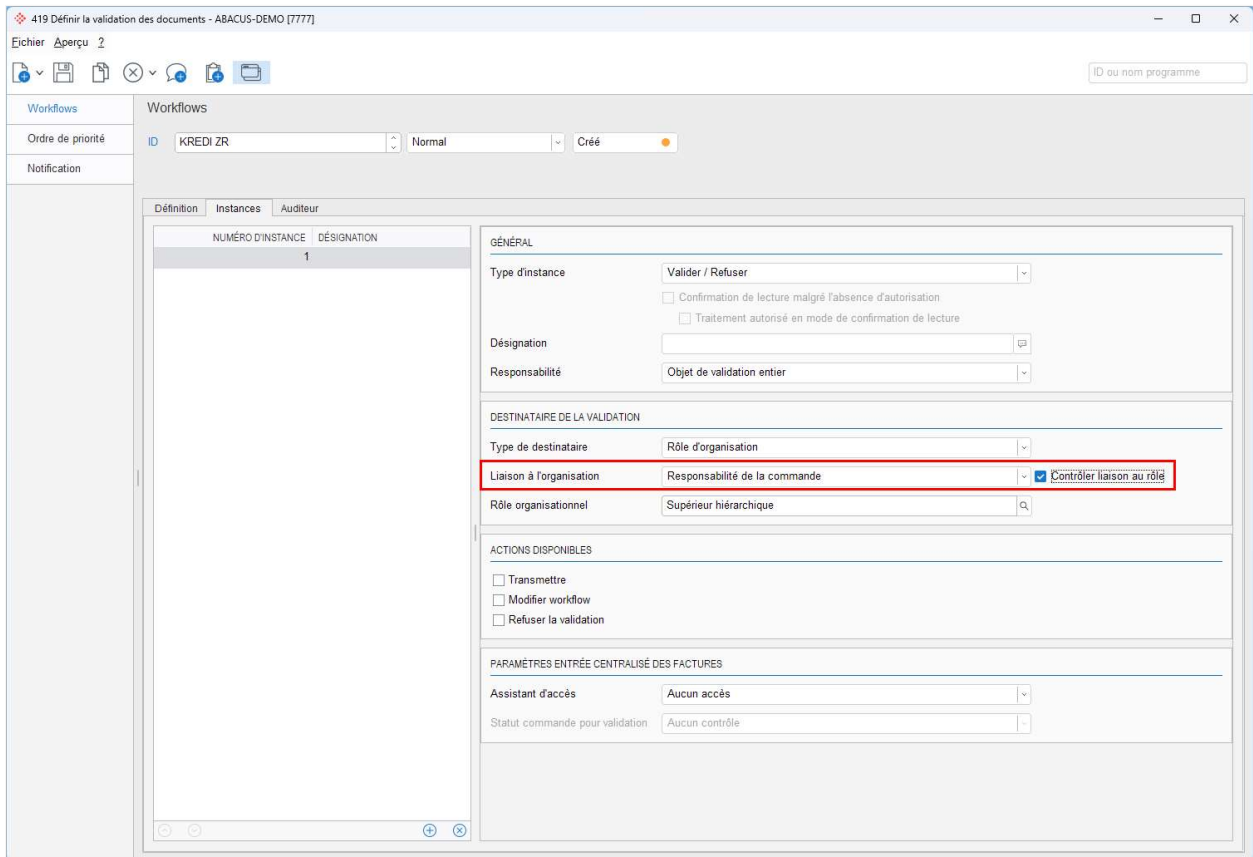 419 Définir la validation des documents - ABACUS-DEMO [7777]
Fichier Aperçu ?
ID ou nom programme
Workflows
Ordre de priorité
Notification
Workflows
ID KREDI ZR Normal Créé
Définition Instances Auditeur
NUMÉRO D'INSTANCE DÉSIGNATION
1
GÉNÉRAL
Type d'instance Valider / Refuser
Confirmation de lecture malgré l'absence d'autorisation
Traitement autorisé en mode de confirmation de lecture
Désignation
Responsabilité Objet de validation entier
DESTINATAIRE DE LA VALIDATION
Type de destinataire Rôle d'organisation
Liaison à l'organisation Responsabilité de la commande Contrôler liaison au rôle
Rôle organisationnel Supérieur hiérarchique
ACTIONS DISPONIBLES
Transmettre
Modifier workflow
Refuser la validation
PARAMÈTRES ENTRÉE CENTRALISÉ DES FACTURES
Assistant d'accès Aucun accès
Statut commande pour validation Aucun contrôle